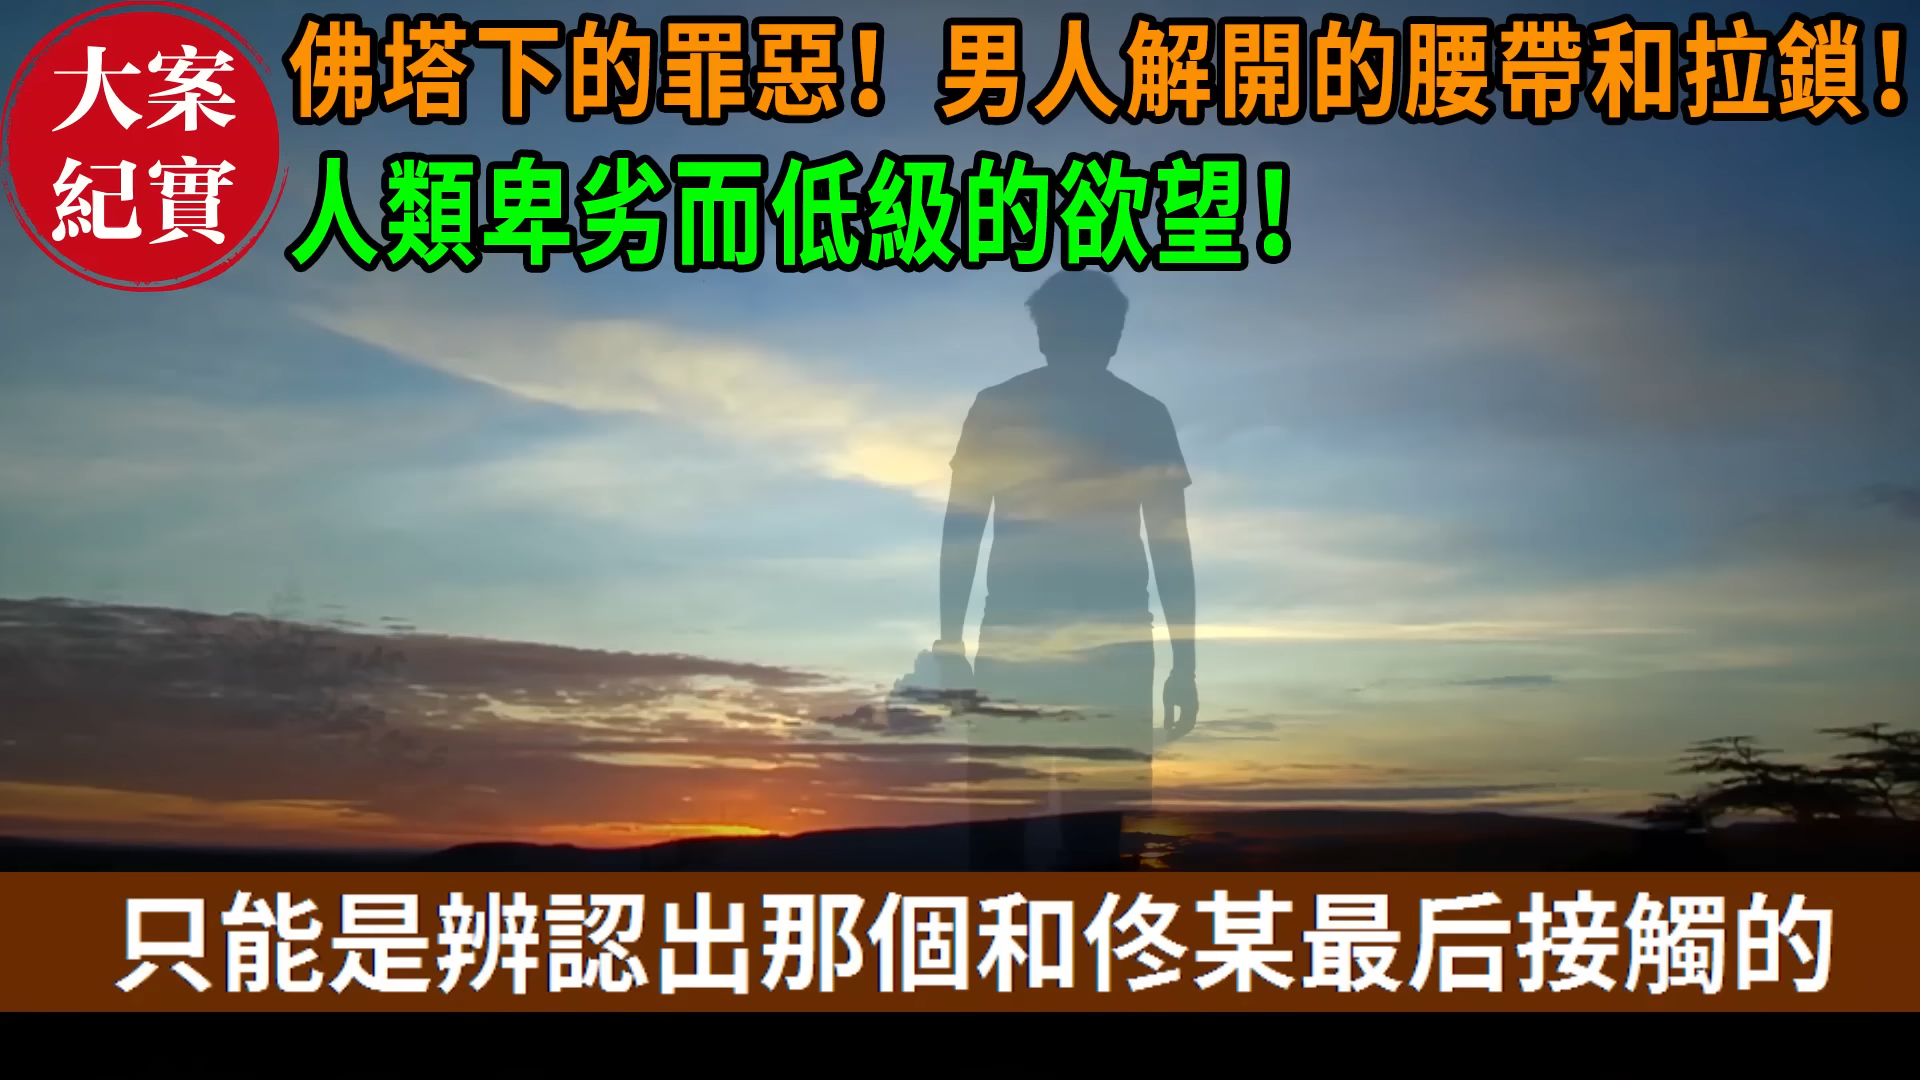 大案
紀實
佛塔下的罪惡！男人解開的腰帶和拉鎖！
人類卑劣而低級的欲望！
只能是辨認出那個和佟某最后接觸的